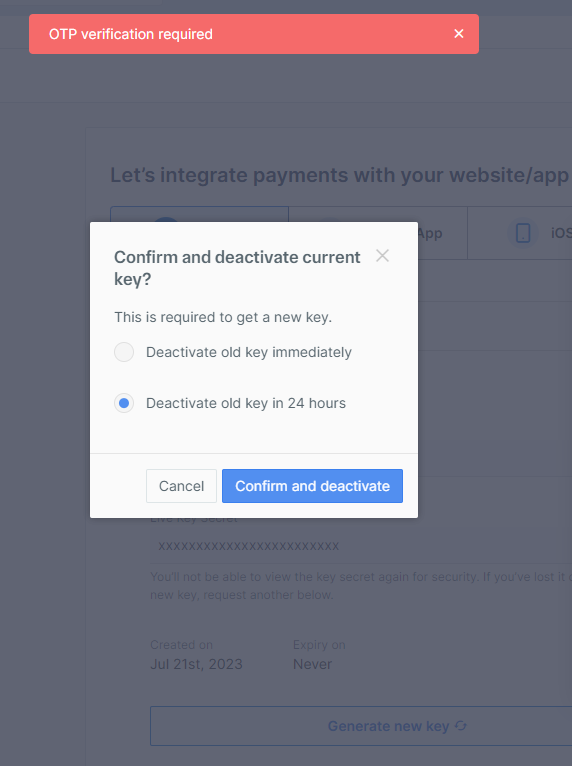 OTP verification required
Let's integrate payments with your website/app
App
iOS
Confirm and deactivate current
key?
This is required to get a new key.
Deactivate old key immediately
Deactivate old key in 24 hours
Cancel
Confirm and deactivate
Live Key Secret
xxxxxxxxxxxxxxxxxxxxxxxx
You'll not be able to view the key secret again for security. If you've lost it
new key, request another below.
Created on
Expiry on
Jul 21st, 2023
Never
Generate new key